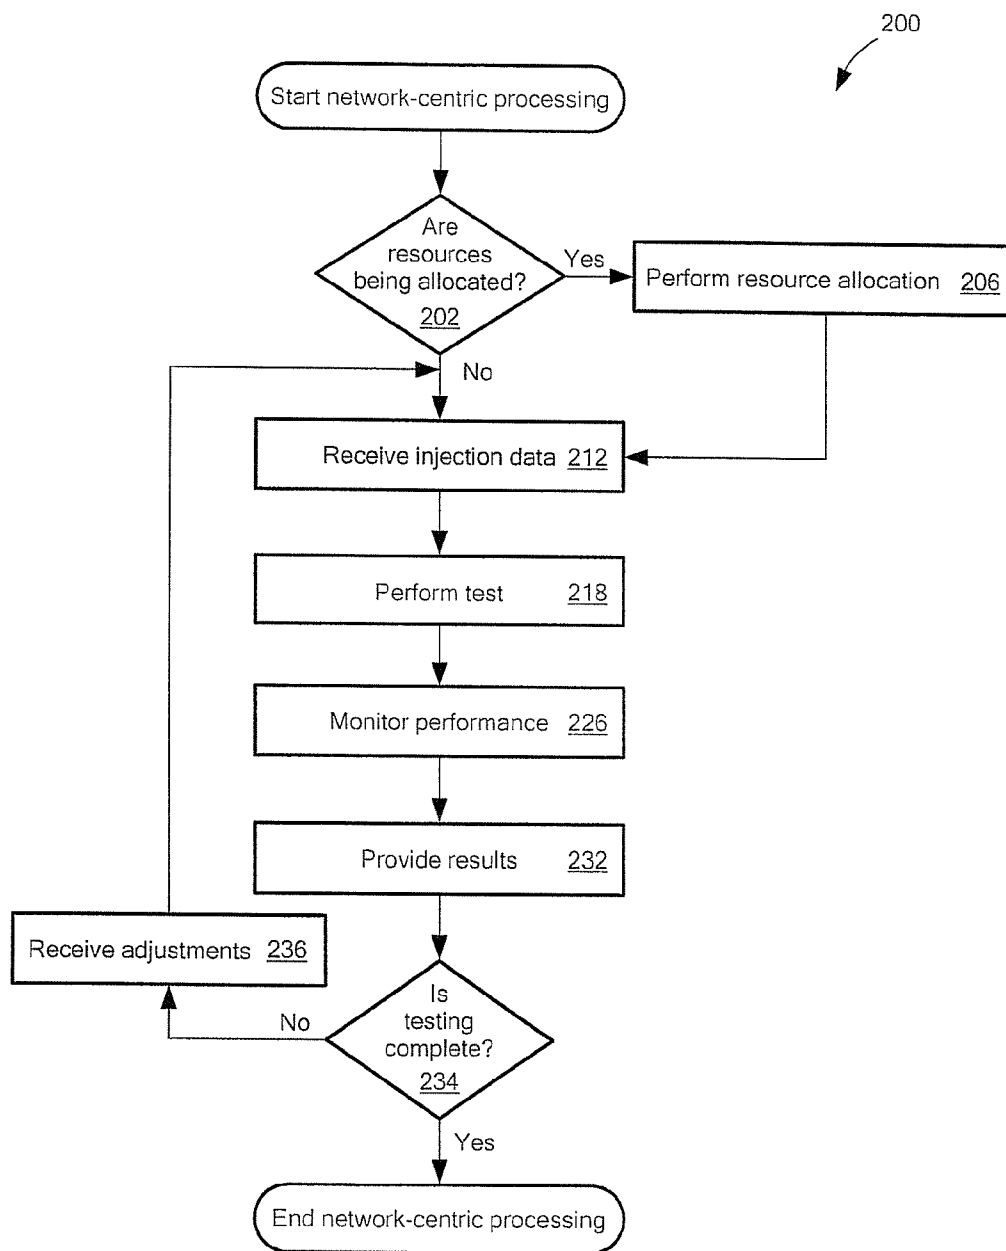 200
Start network-centric processing
Are
resources
being allocated?
202
Yes
Perform resource allocation 206
No
Receive injection data 212
Perform test 218
Monitor performance 226
Provide results 232
Receive adjustments 236
Is
testing
complete?
234
No
Yes
End network-centric processing